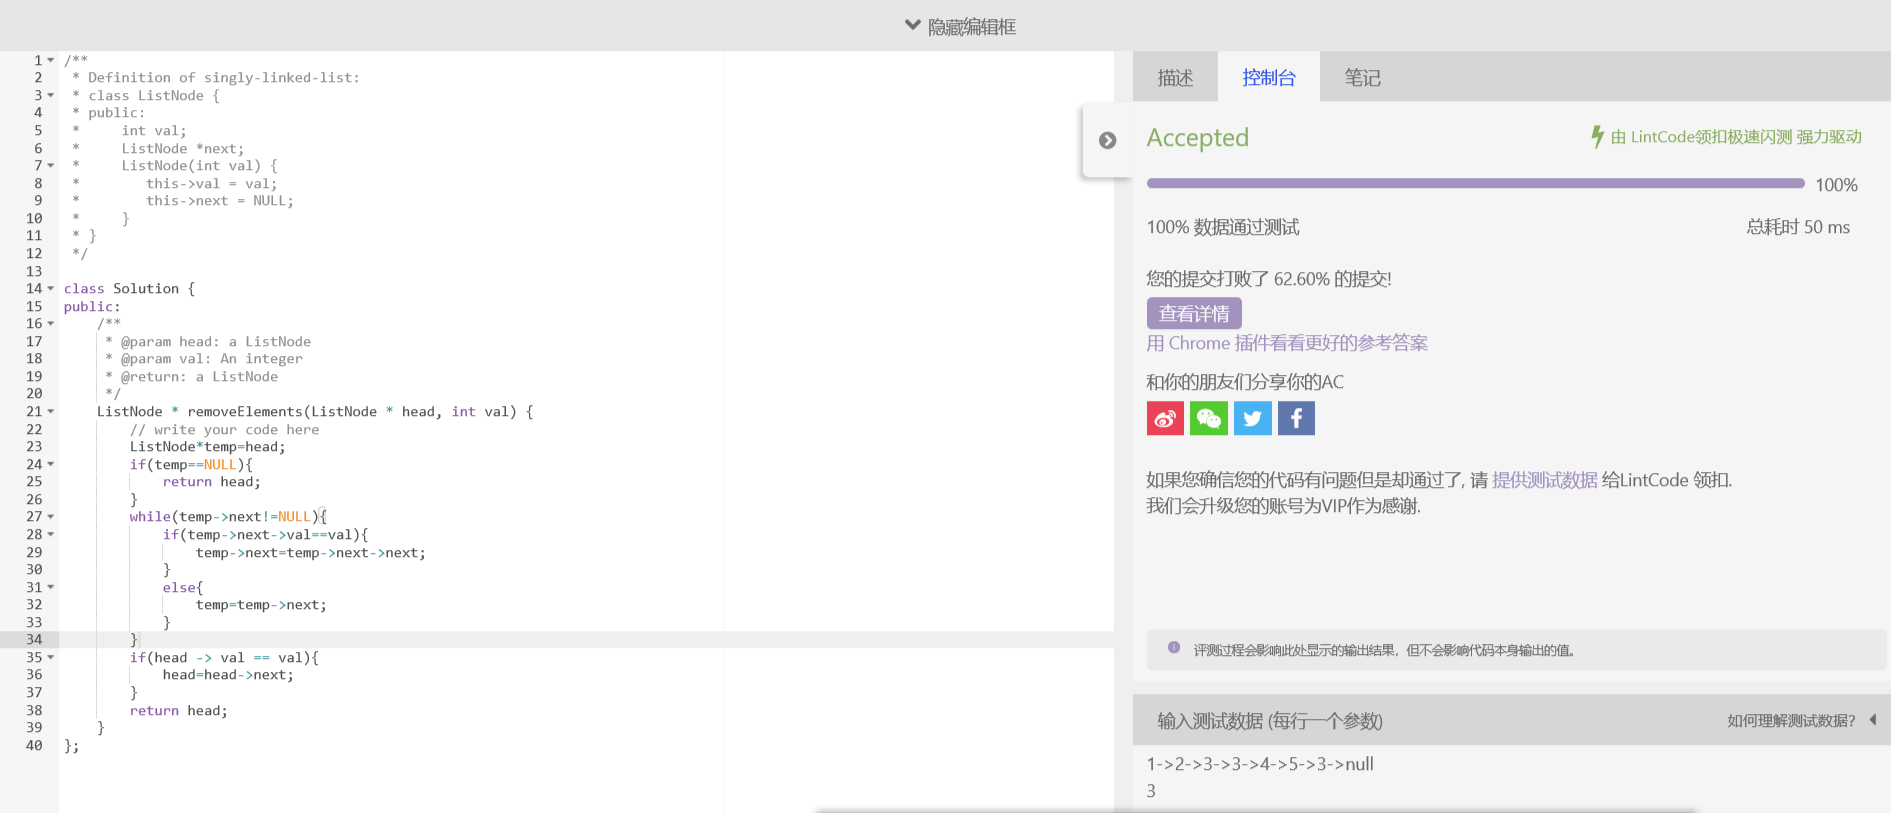 隐藏编辑框
1 /**
2  * Definition of singly-linked-list:
3  * class ListNode {
4  * public:
5  *     int val;
6  *     ListNode *next;
7  *     ListNode(int val) {
8  *        this->val = val;
9  *        this->next = NULL;
10  *     }
11  * }
12  */
13
14 class Solution {
15 public:
16     /**
17      * @param head: a ListNode
18      * @param val: An integer
19      * @return: a ListNode
20      */
21     ListNode * removeElements(ListNode * head, int val) {
22         // write your code here
23         ListNode*temp=head;
24         if(temp==NULL){
25             return head;
26         }
27         while(temp->next!=NULL){
28             if(temp->next->val==val){
29                 temp->next=temp->next->next;
30             }
31             else{
32                 temp=temp->next;
33             }
34         }
35         if(head -> val == val){
36             head=head->next;
37         }
38         return head;
39     }
40 };
描述 控制台 笔记
Accepted 由 LintCode领扣极速闪测 强力驱动
100%
100% 数据通过测试 总耗时 50 ms
您的提交打败了 62.60% 的提交!
查看详情
用 Chrome 插件看看更好的参考答案
和你的朋友们分享你的AC
如果您确信您的代码有问题但是却通过了, 请 提供测试数据 给LintCode 领扣.
我们会升级您的账号为VIP作为感谢.
评测过程会影响此处显示的输出结果，但不会影响代码本身输出的值。
输入测试数据 (每行一个参数) 如何理解测试数据?
1->2->3->3->4->5->3->null
3